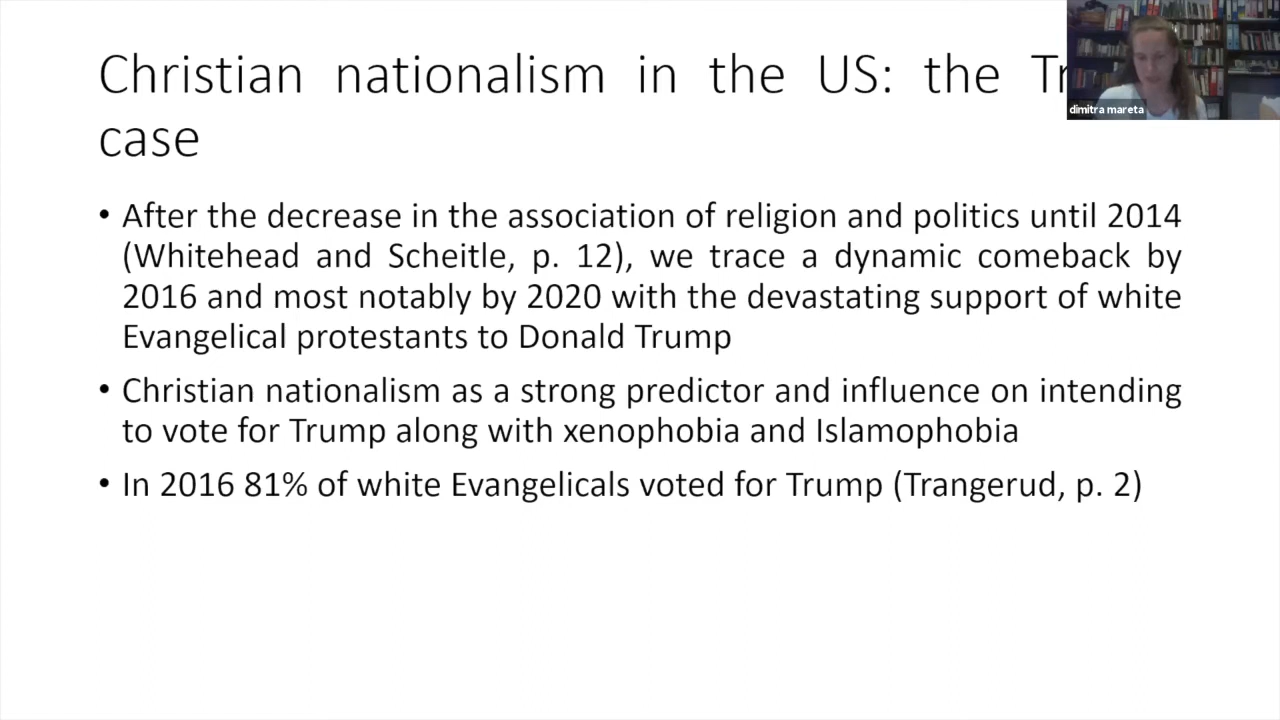 Christian nationalism in the US: the
case
dimitra mareta
• After the decrease in the association of religion and politics until 2014
(Whitehead and Scheitle, p. 12), we trace a dynamic comeback by
2016 and most notably by 2020 with the devastating support of white
Evangelical protestants to Donald Trump
• Christian nationalism as a strong predictor and influence on intending
to vote for Trump along with xenophobia and Islamophobia
• In 2016 81% of white Evangelicals voted for Trump (Trangerud, p. 2)